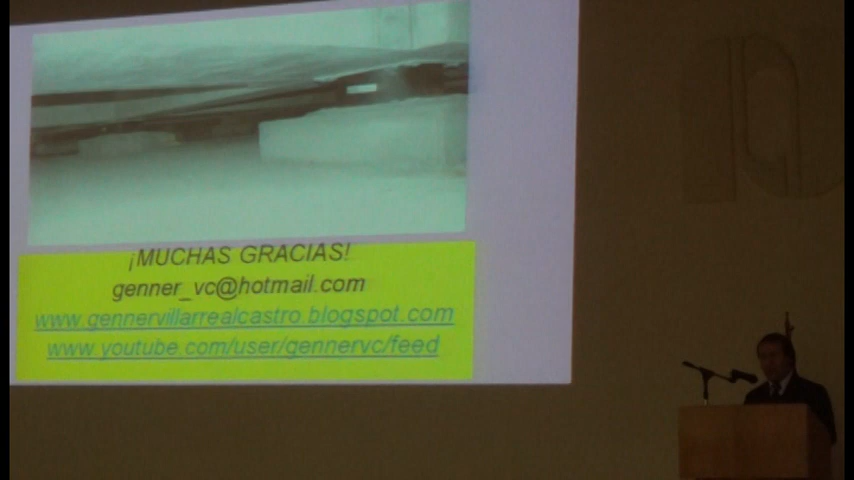 ¡MUCHAS GRACIAS!
genner_vc@hotmail.com
www.gennervillarrealcastro.blogspot.com
www.youtube.com/user/gennervc/feed